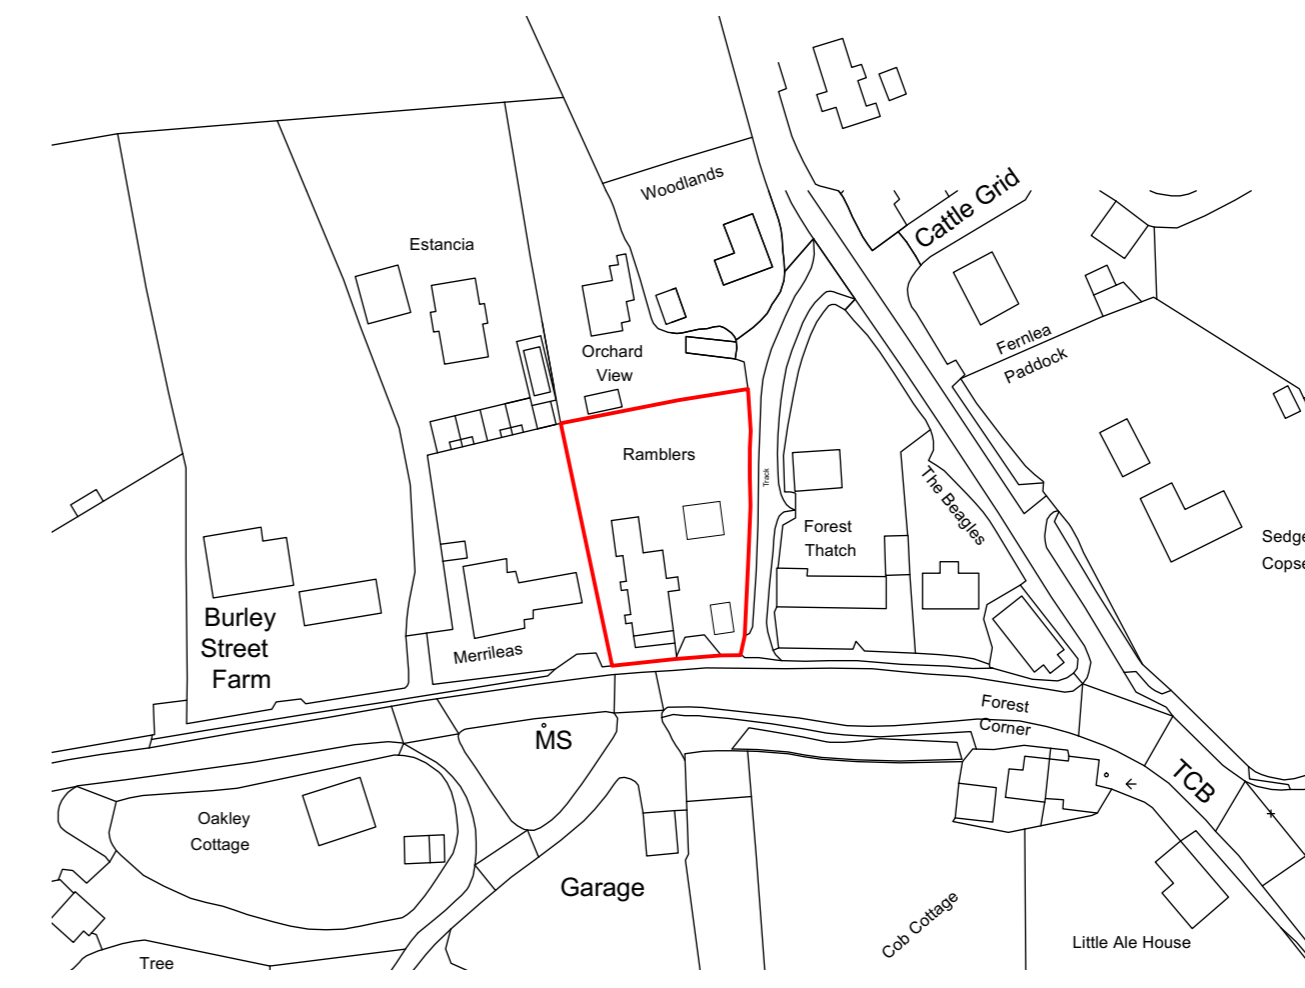 Woodlands
Cattle Grid
Estancia
Fernlea
Paddock
Orchard
View
Ramblers
Track
The Beagles
Forest
Thatch
Sedge
Copse
Burley
Street
Farm
Merrileas
Forest
Corner
MS
TCB
Oakley
Cottage
Garage
Cob Cottage
Little Ale House
Tree